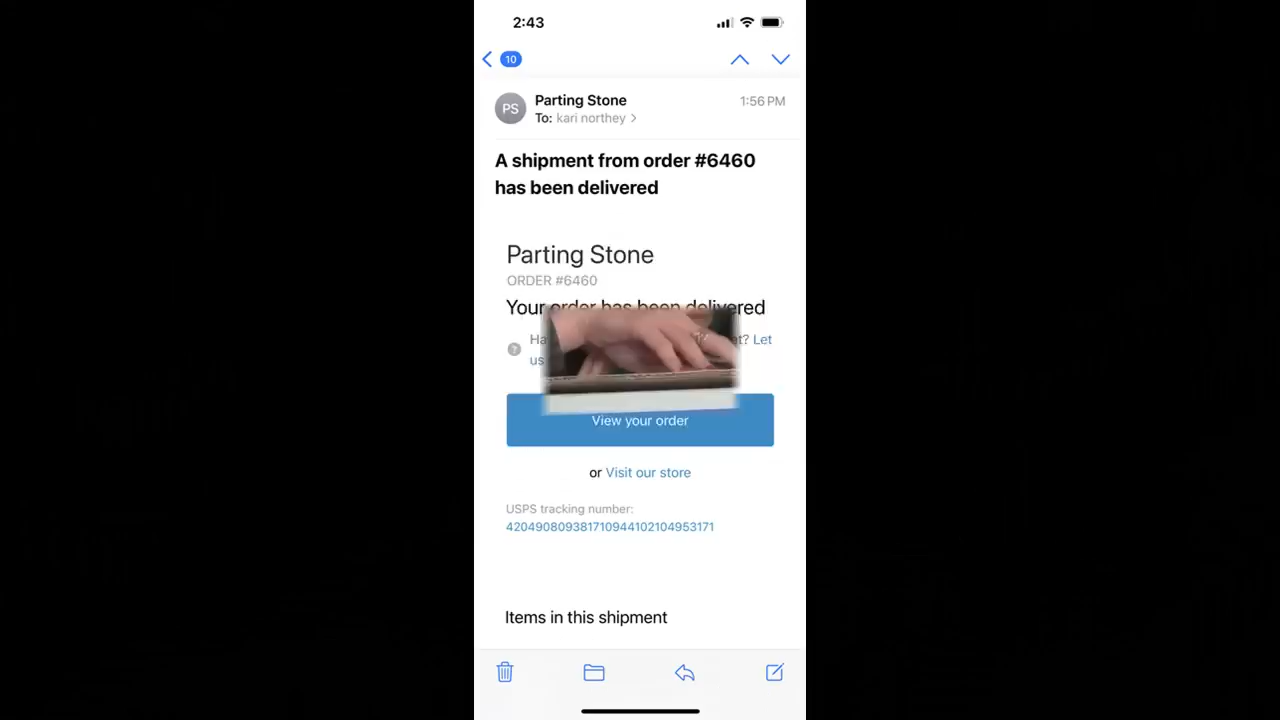 2:43
10
PS
Parting Stone
1:56 PM
To: kari northey
A shipment from order #6460
has been delivered
Parting Stone
ORDER #6460
Your order has been delivered
Let
us
View your order
or Visit our store
USPS tracking number:
420490809381710944102104953171
Items in this shipment